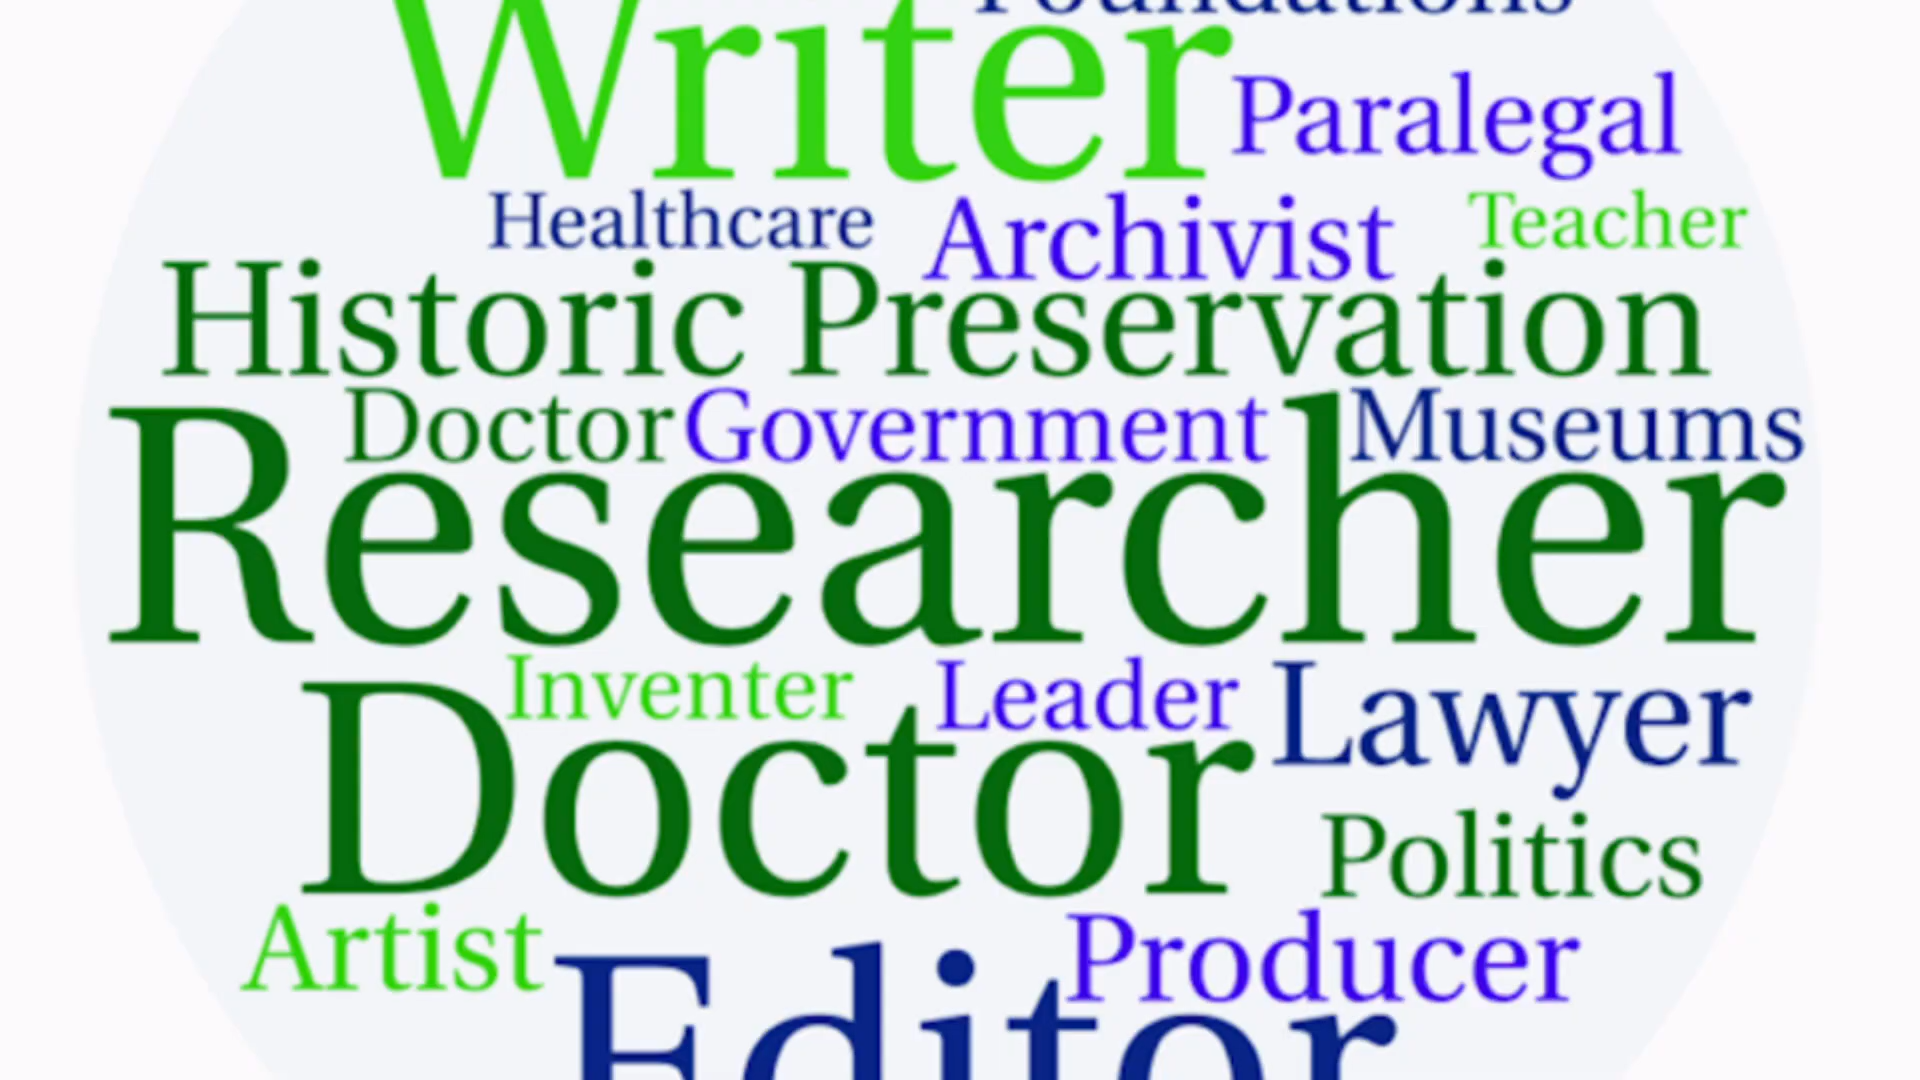 Foundations
Writer
Paralegal
Healthcare Archivist Teacher
Historic Preservation
Doctor Government Museums
Researcher
Inventer Leader Lawyer
Doctor
Politics
Artist Producer
Editor